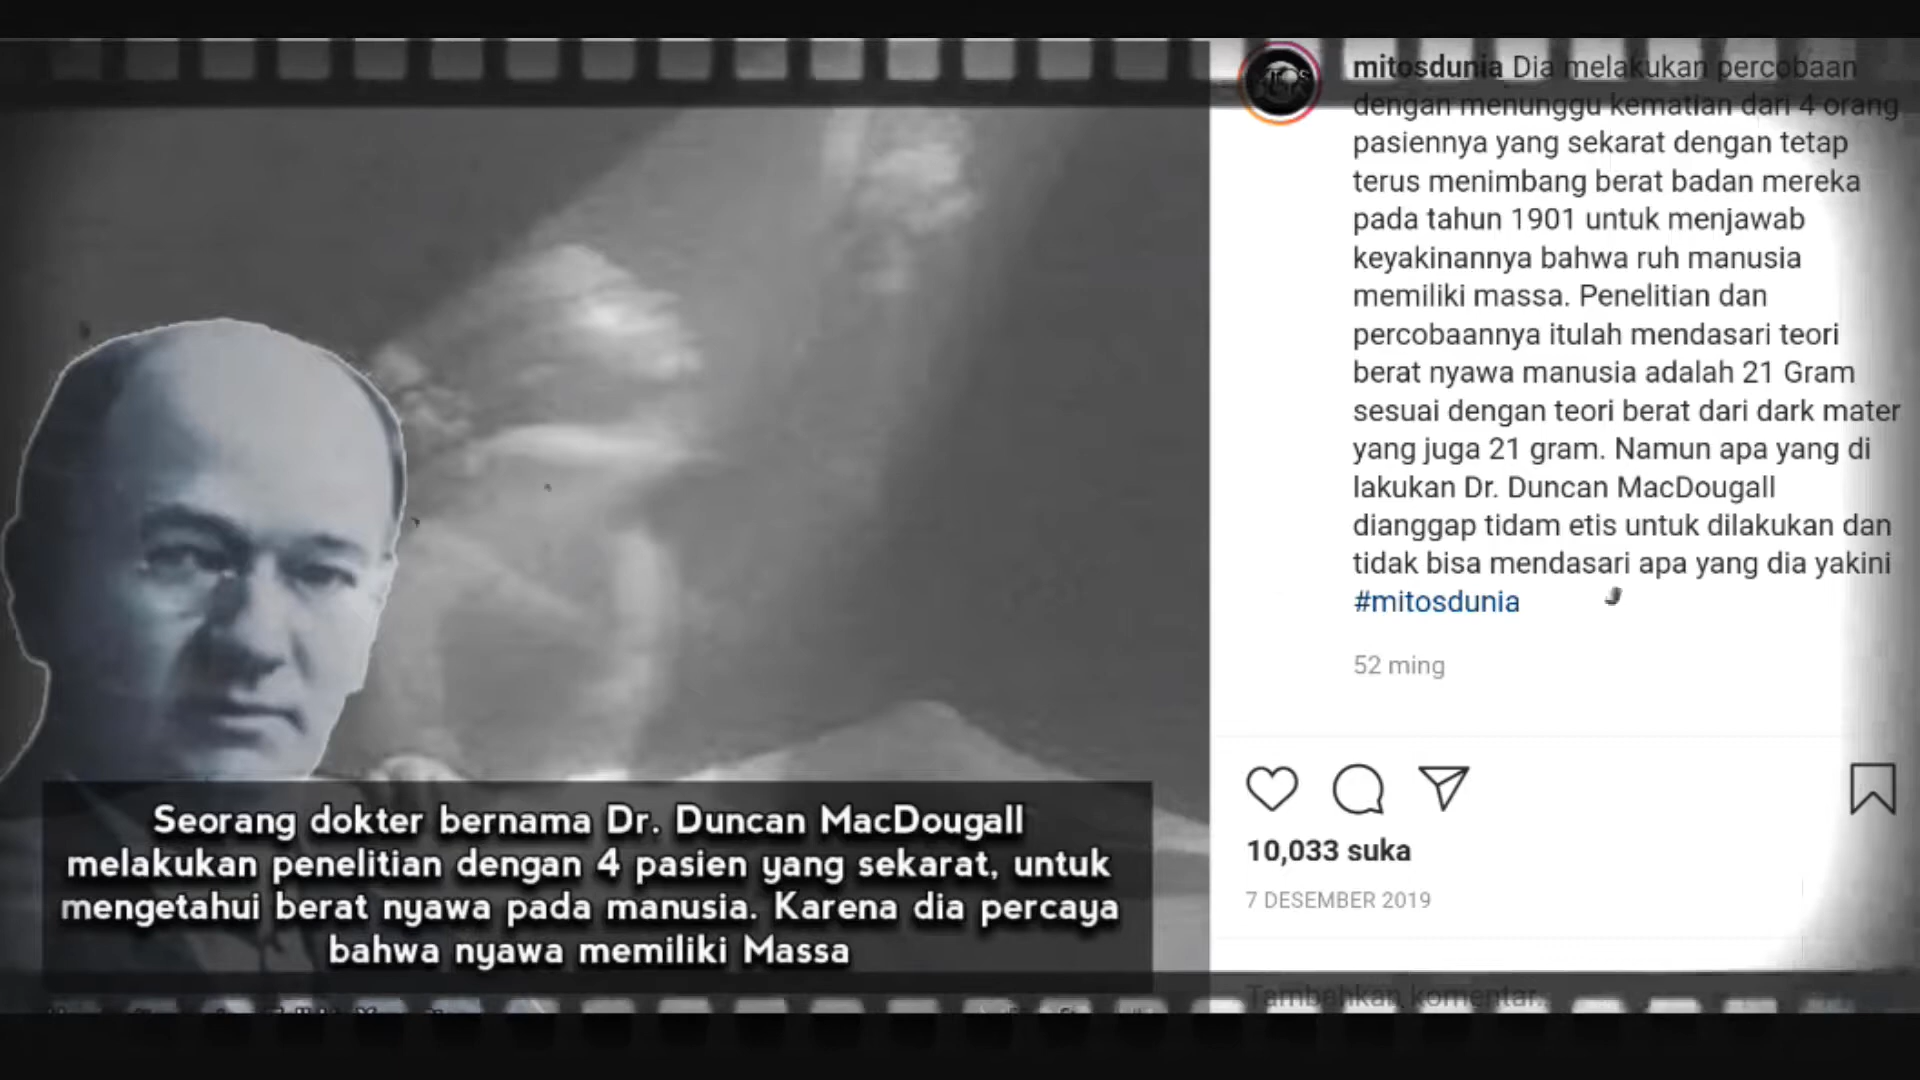 Seorang dokter bernama Dr. Duncan MacDougall
melakukan penelitian dengan 4 pasien yang sekarat, untuk
mengetahui berat nyawa pada manusia. Karena dia percaya
bahwa nyawa memiliki Massa
mitosdunia Dia melakukan percobaan
dengan menunggu kematian dari 4 orang
pasiennya yang sekarat dengan tetap
terus menimbang berat badan mereka
pada tahun 1901 untuk menjawab
keyakinannya bahwa ruh manusia
memiliki massa. Penelitian dan
percobaannya itulah mendasari teori
berat nyawa manusia adalah 21 Gram
sesuai dengan teori berat dari dark mater
yang juga 21 gram. Namun apa yang di
lakukan Dr. Duncan MacDougall
dianggap tidam etis untuk dilakukan dan
tidak bisa mendasari apa yang dia yakini
#mitosdunia
52 ming
10,033 suka
7 DESEMBER 2019
Tambahkan komentar...